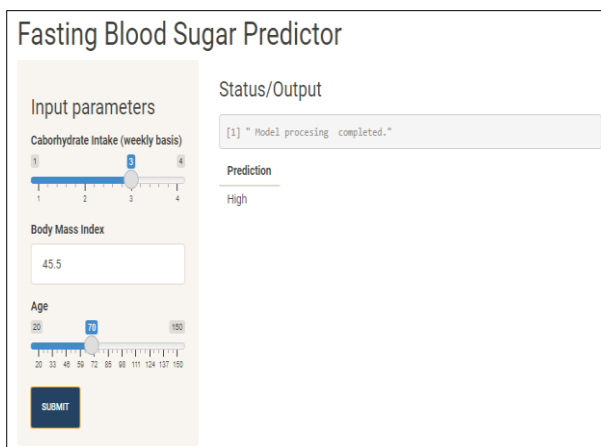 Fasting Blood Sugar Predictor
Input parameters
Caborhydrate Intake (weekly basis)
1 3 4
1 2 3 4
Body Mass Index
45.5
Age
20 70 150
20 33 46 59 72 85 98 111 124 137 150
SUBMIT
Status/Output
[1] " Model procesing completed."
Prediction
High